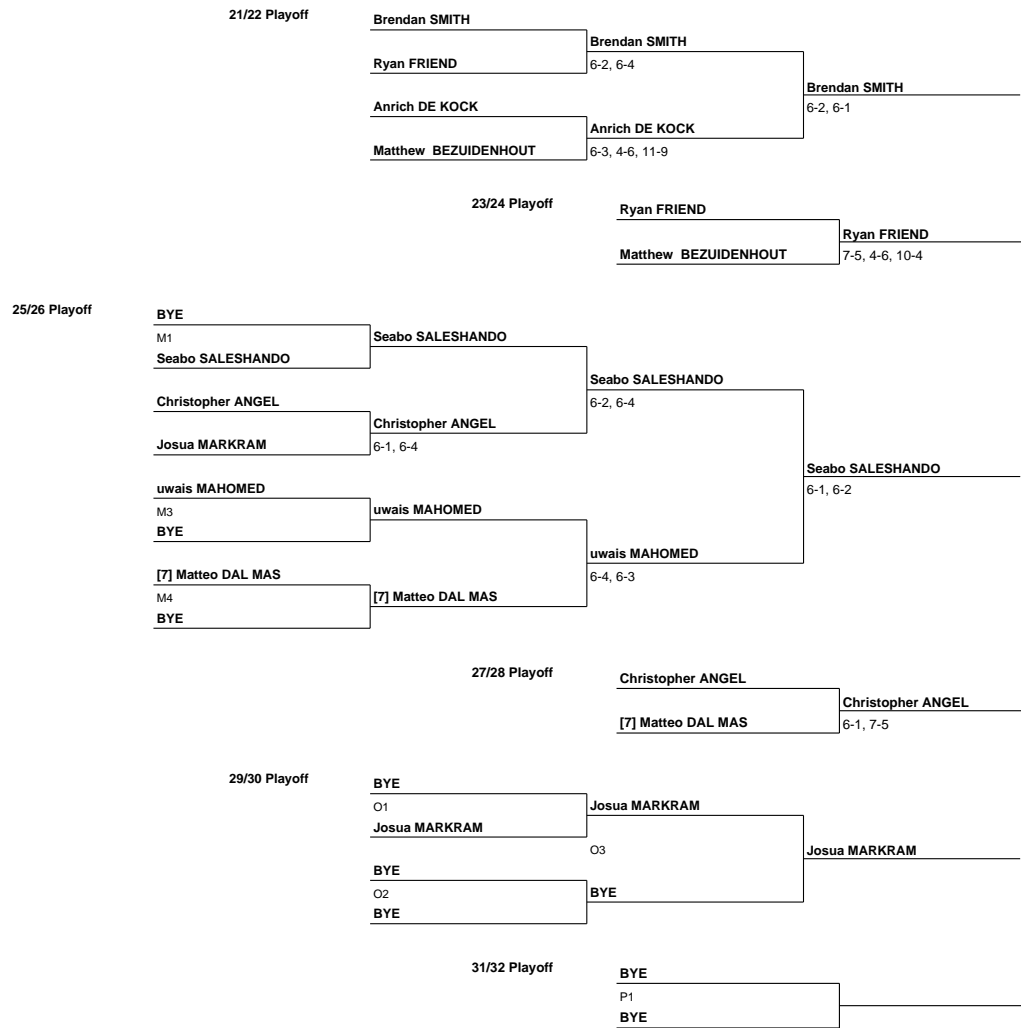 21/22 Playoff
Brendan SMITH
Brendan SMITH
Ryan FRIEND
6-2, 6-4
Brendan SMITH
6-2, 6-1
Anrich DE KOCK
Anrich DE KOCK
Matthew  BEZUIDENHOUT
6-3, 4-6, 11-9
23/24 Playoff
Ryan FRIEND
Ryan FRIEND
Matthew  BEZUIDENHOUT
7-5, 4-6, 10-4
25/26 Playoff
BYE
M1
Seabo SALESHANDO
Seabo SALESHANDO
Seabo SALESHANDO
6-2, 6-4
Christopher ANGEL
Christopher ANGEL
Josua MARKRAM
6-1, 6-4
Seabo SALESHANDO
6-1, 6-2
uwais MAHOMED
M3
uwais MAHOMED
BYE
uwais MAHOMED
6-4, 6-3
[7] Matteo DAL MAS
M4
[7] Matteo DAL MAS
BYE
27/28 Playoff
Christopher ANGEL
Christopher ANGEL
[7] Matteo DAL MAS
6-1, 7-5
29/30 Playoff
BYE
O1
Josua MARKRAM
Josua MARKRAM
O3
Josua MARKRAM
BYE
O2
BYE
BYE
31/32 Playoff
BYE
P1
BYE